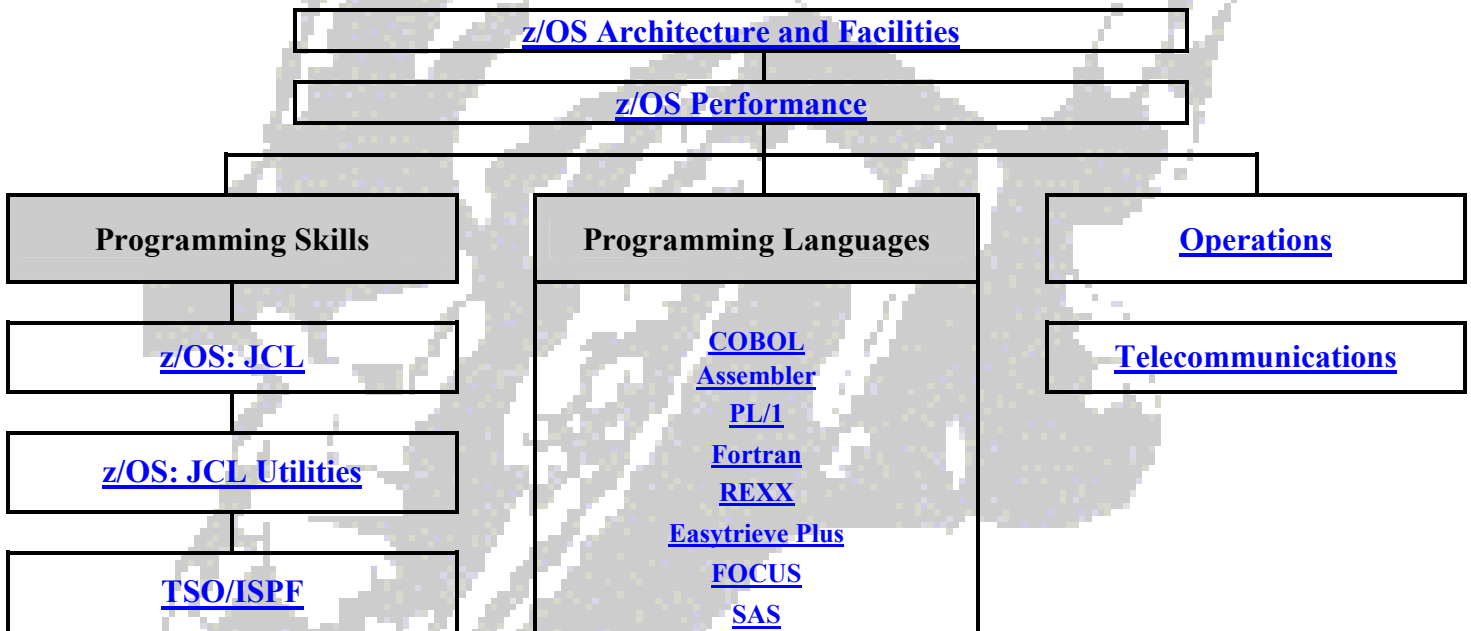 z/OS Architecture and Facilities
z/OS Performance
Programming Skills
Programming Languages
Operations
z/OS: JCL
z/OS: JCL Utilities
TSO/ISPF
COBOL
Assembler
PL/1
Fortran
REXX
Easytrieve Plus
FOCUS
SAS
Telecommunications